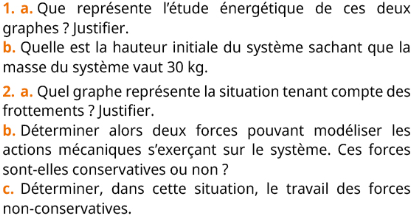 1. a. Que représente l'étude énergétique de ces deux
graphes ? Justifier.
b. Quelle est la hauteur initiale du système sachant que la
masse du système vaut 30 kg.
2. a. Quel graphe représente la situation tenant compte des
frottements ? Justifier.
b. Déterminer alors deux forces pouvant modéliser les
actions mécaniques s'exerçant sur le système. Ces forces
sont-elles conservatives ou non ?
c. Déterminer, dans cette situation, le travail des forces
non-conservatives.